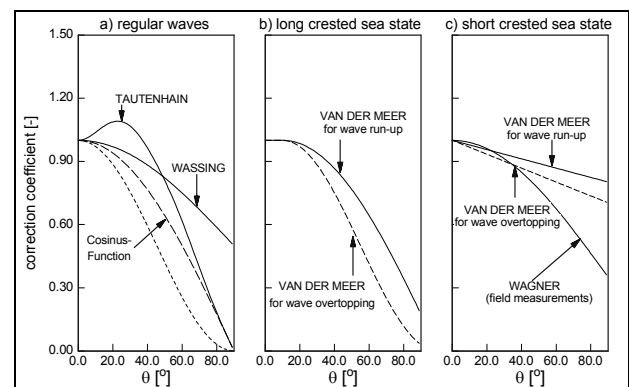 a) regular waves
b) long crested sea state
c) short crested sea state
correction coefficient [-]
1.50
1.20
0.90
0.60
0.30
0.00
TAUTENHAIN
WASSING
Cosinus-
Function
0.0
20.0
40.0
60.0
80.0
θ [º]
VAN DER MEER
for wave run-up
VAN DER MEER
for wave overtopping
0.0
20.0
40.0
60.0
80.0
θ [º]
VAN DER MEER
for wave run-up
VAN DER MEER
for wave overtopping
WAGNER
(field measurements)
0.0
20.0
40.0
60.0
80.0
θ [º]